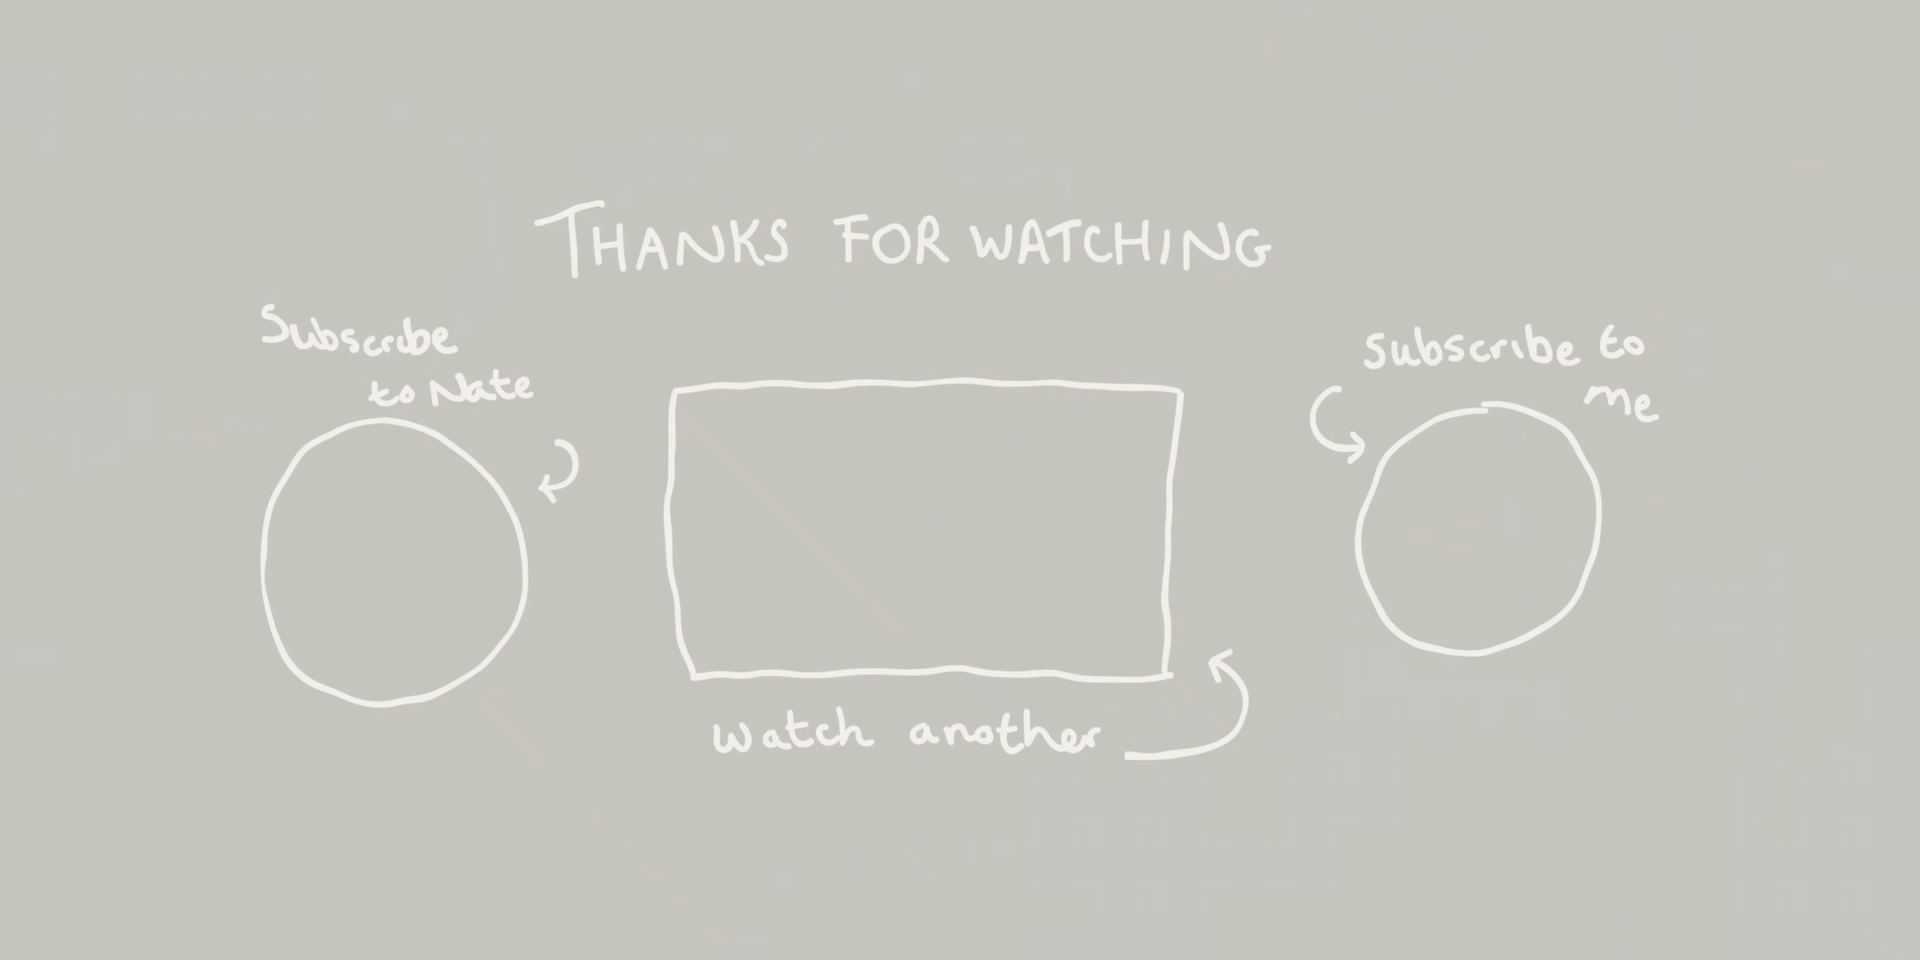 THANKS FOR WATCHING
Subscribe
to Nate
Subscribe to
me
watch another